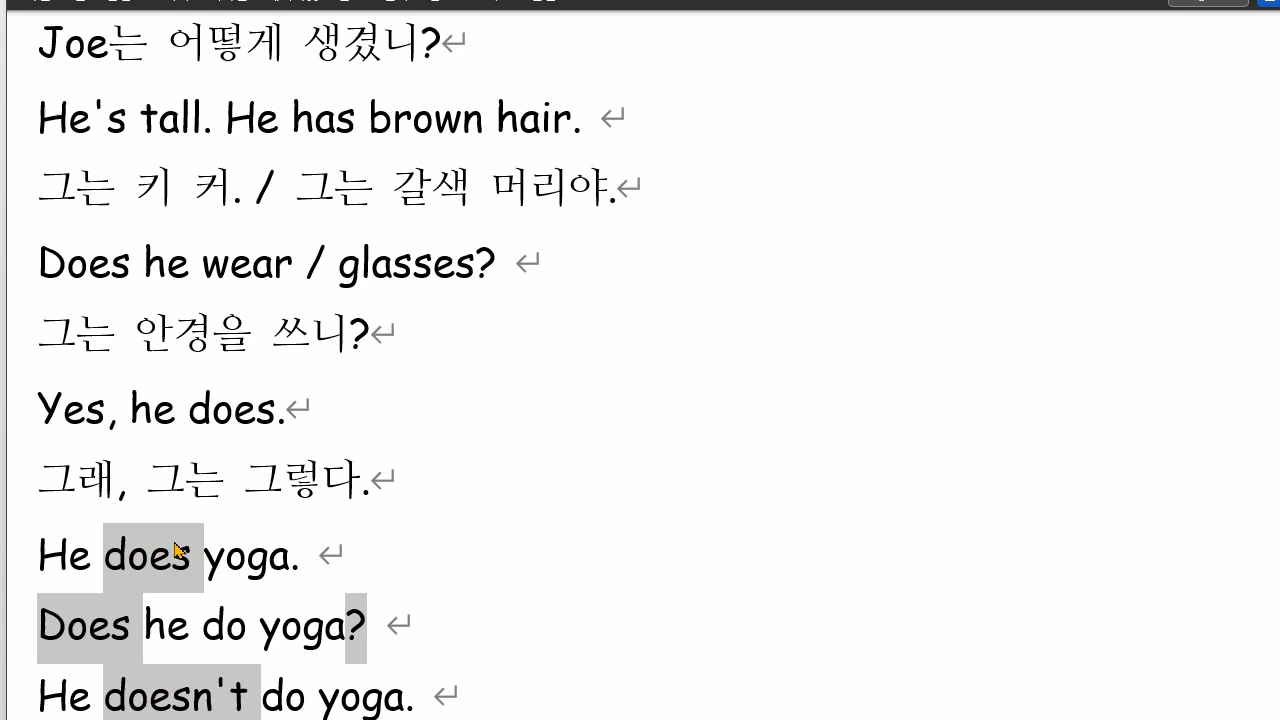 Joe는 어떻게 생겼니?
He's tall. He has brown hair.
그는 키 커. / 그는 갈색 머리야.
Does he wear / glasses?
그는 안경을 쓰니?
Yes, he does.
그래, 그는 그렇다.
He does yoga.
Does he do yoga?
He doesn't do yoga.